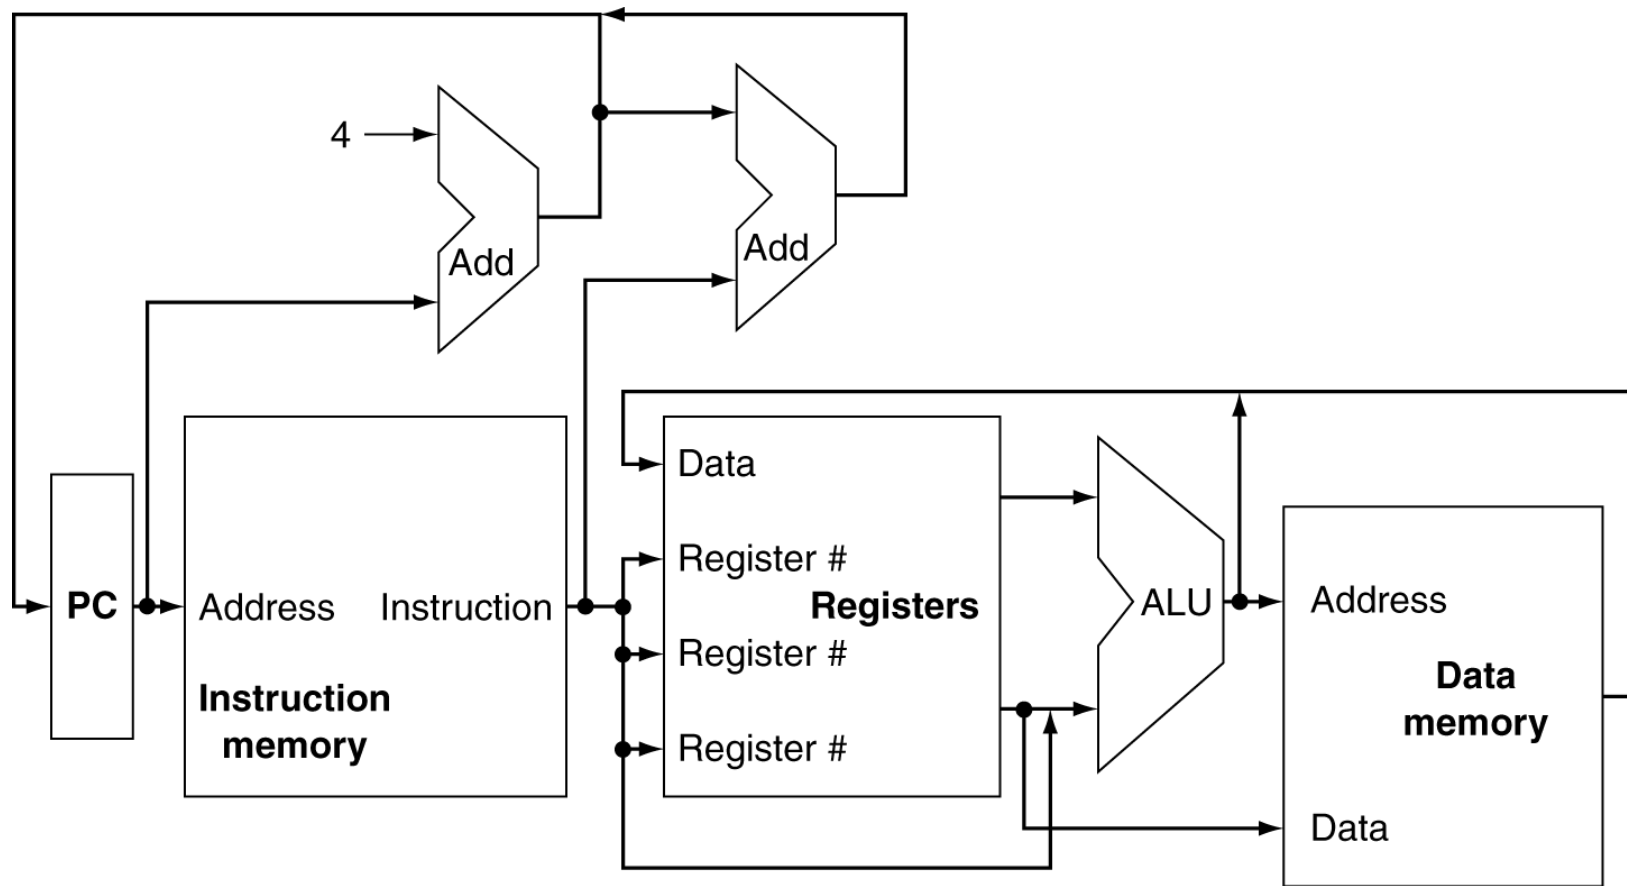 4
Add
Add
Data
Register #
PC
Address
Instruction
Registers
ALU
Address
Register #
Instruction
memory
Data
memory
Register #
Data